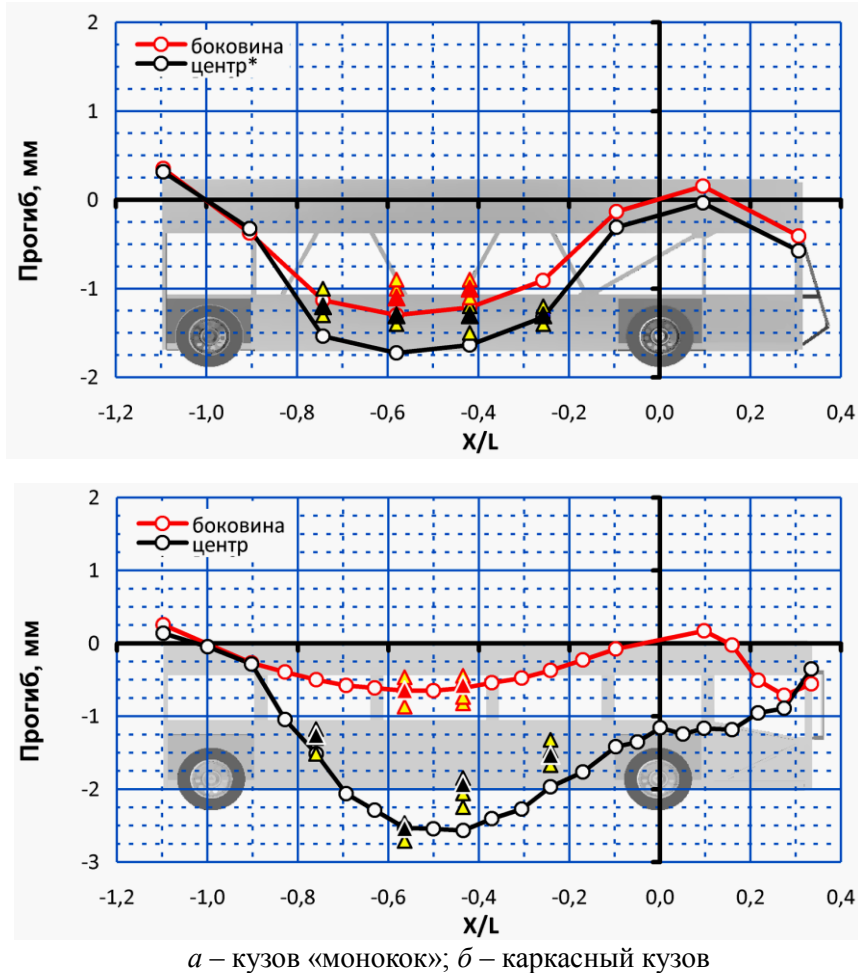 2
боковина
центр*
1
0
-1
-2
Прогиб, мм
-1,2 -1,0 -0,8 -0,6 -0,4 -0,2 0,0 0,2 0,4
X/L
2
боковина
центр
1
0
-1
-2
-3
Прогиб, мм
-1,2 -1,0 -0,8 -0,6 -0,4 -0,2 0,0 0,2 0,4
X/L
а – кузов «монокок»; б – каркасный кузов